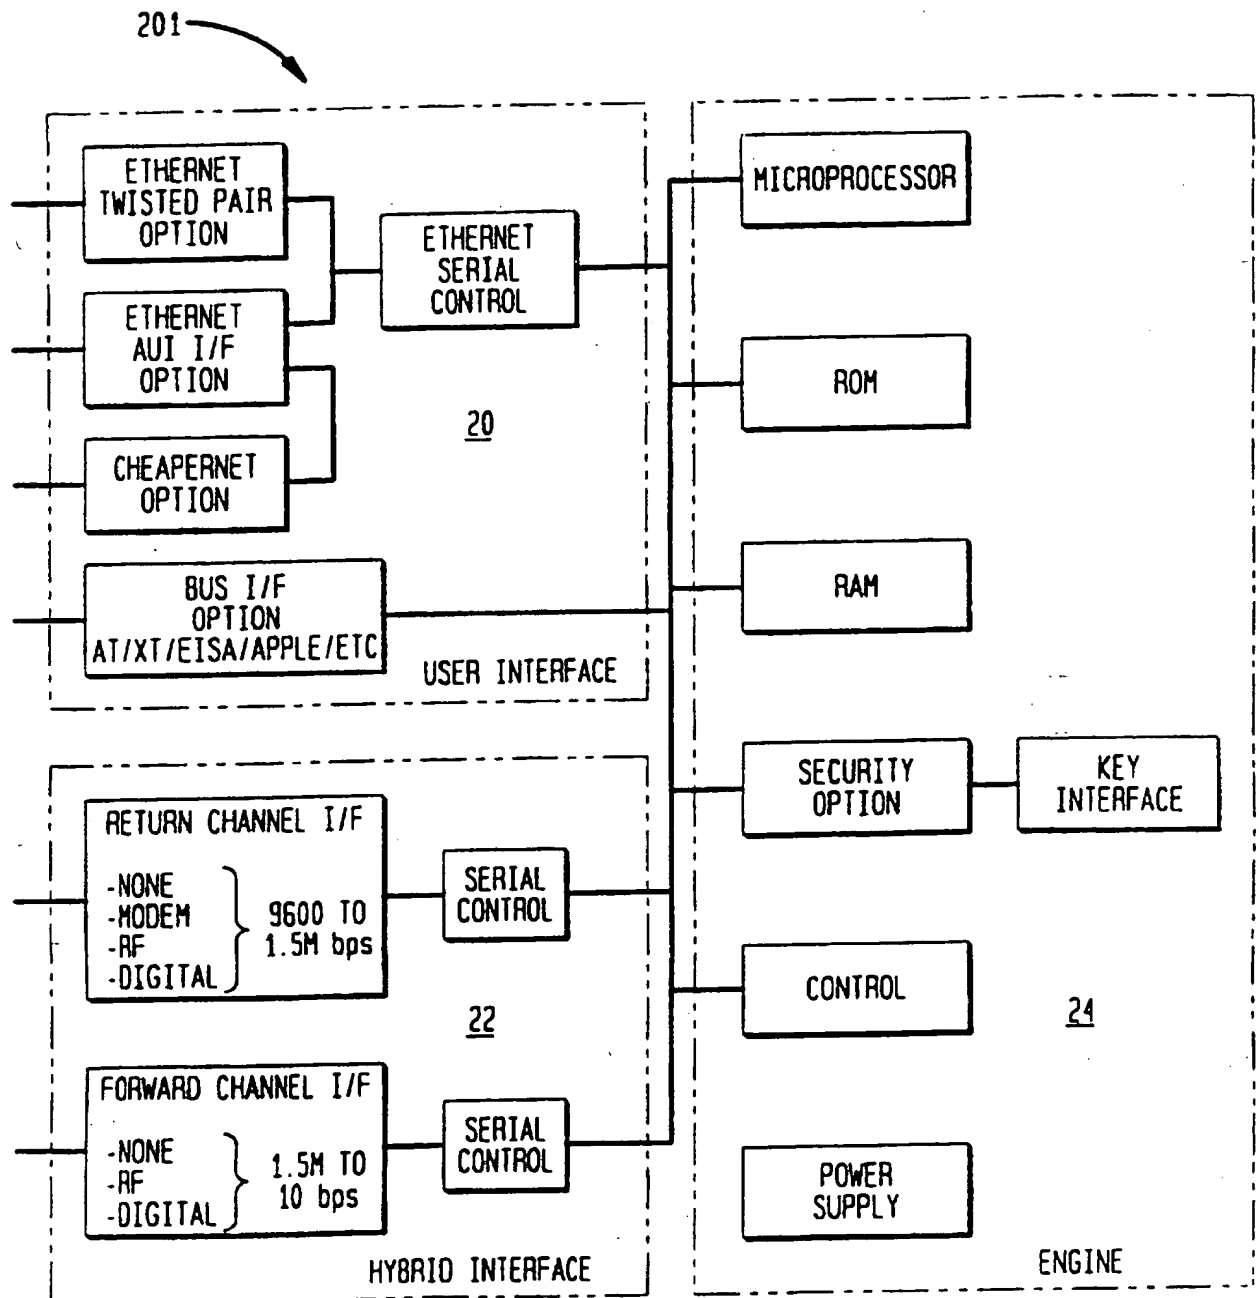 201
ETHERNET
TWISTED PAIR
OPTION
ETHERNET
SERIAL
CONTROL
ETHERNET
AUI I/F
OPTION
CHEAPERNET
OPTION
20
BUS I/F
OPTION
AT/XT/EISA/APPLE/ETC
USER INTERFACE
RETURN CHANNEL I/F
-NONE
-MODEM
-RF
-DIGITAL
9600 TO
1.5M bps
SERIAL
CONTROL
22
FORWARD CHANNEL I/F
-NONE
-RF
-DIGITAL
1.5M TO
10 bps
SERIAL
CONTROL
HYBRID INTERFACE
MICROPROCESSOR
ROM
RAM
SECURITY
OPTION
KEY
INTERFACE
CONTROL
24
POWER
SUPPLY
ENGINE